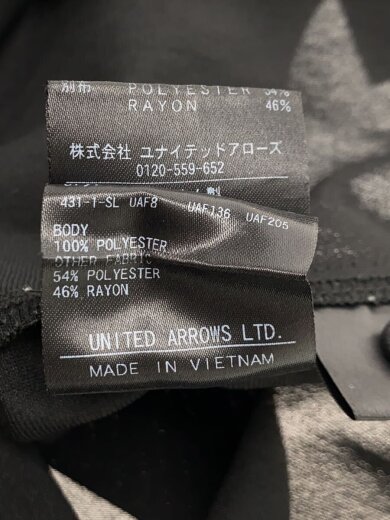 別布 POLYESTER 54%
RAYON 46%
株式会社 ユナイテッドアローズ
0120-559-652
431-T-SL UAF8 UAF136 UAF205
BODY
100% POLYESTER
OTHER FABRIC
54% POLYESTER
46% RAYON
UNITED ARROWS LTD.
MADE IN VIETNAM